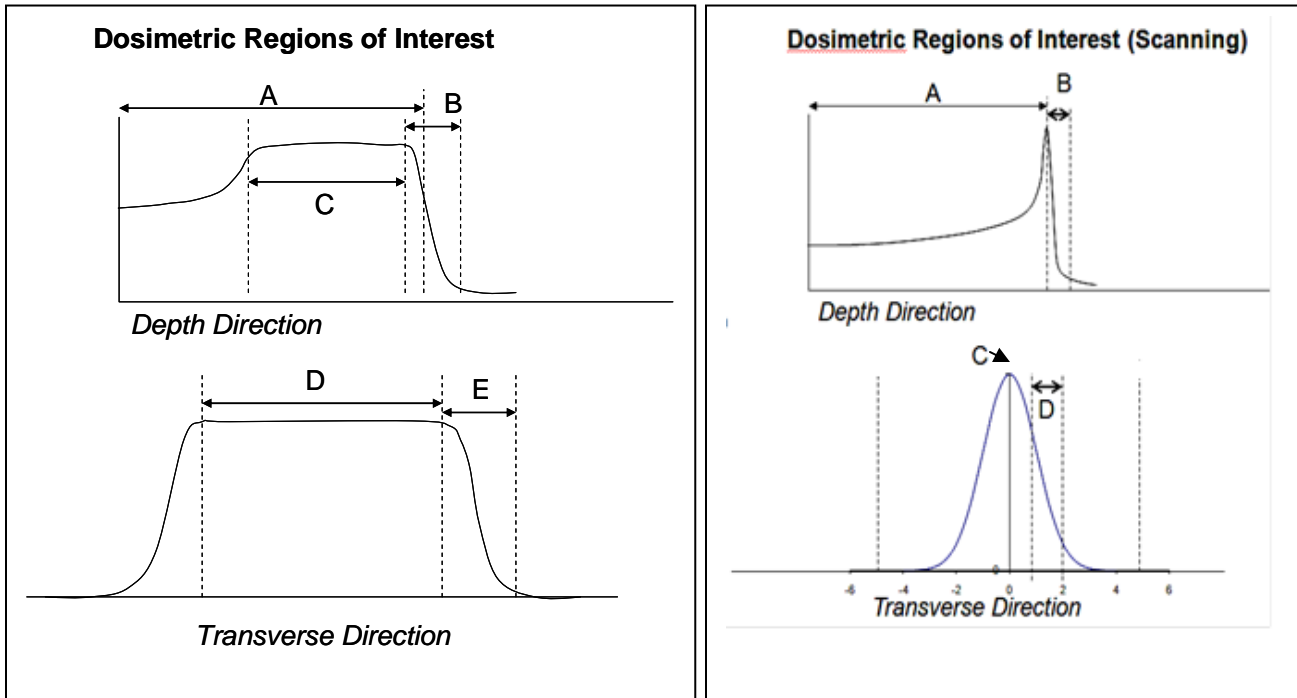 Dosimetric Regions of Interest
A
B
C
Depth Direction
D
E
Transverse Direction
Dosimetric Regions of Interest (Scanning)
A
B
Depth Direction
C
D
0
-6 -4 -2 0 2 4 6
Transverse Direction